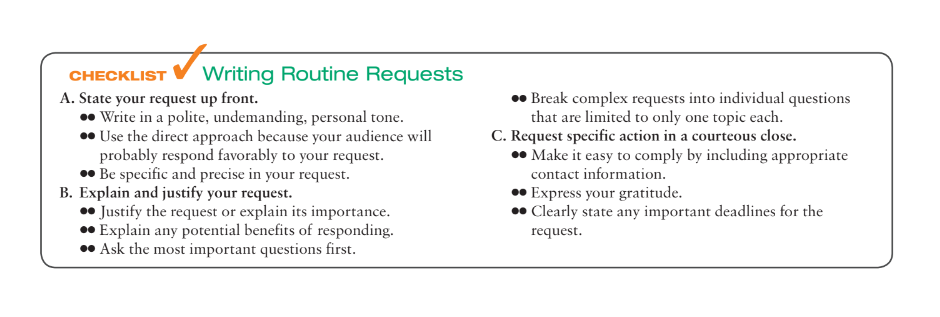 CHECKLIST ✓ Writing Routine Requests
A. State your request up front.
●● Write in a polite, undemanding, personal tone.
●● Use the direct approach because your audience will
probably respond favorably to your request.
●● Be specific and precise in your request.
B. Explain and justify your request.
●● Justify the request or explain its importance.
●● Explain any potential benefits of responding.
●● Ask the most important questions first.
●● Break complex requests into individual questions
that are limited to only one topic each.
C. Request specific action in a courteous close.
●● Make it easy to comply by including appropriate
contact information.
●● Express your gratitude.
●● Clearly state any important deadlines for the
request.